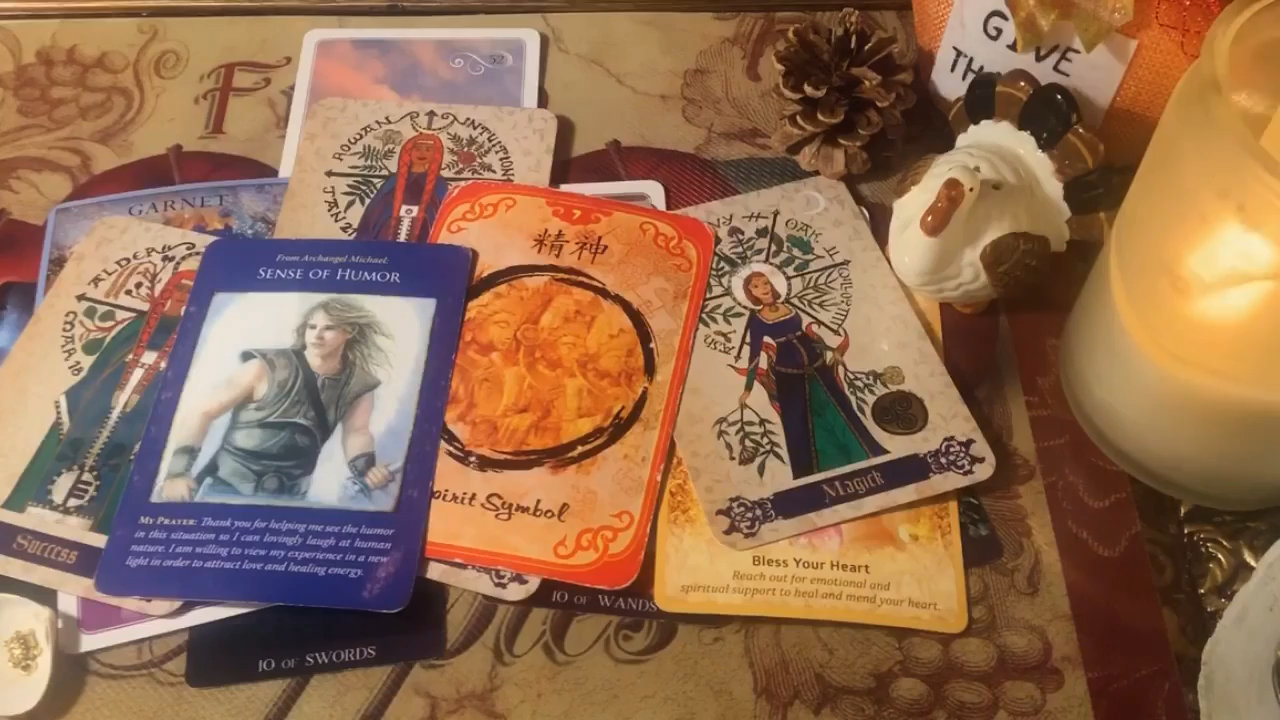 GIVE
52
ROWAN INTUITION
GARNET
ALDER
From Archangel Michael:
SENSE OF HUMOR
7
精神
OAK
ASH
Magick
Spirit Symbol
MY PRAYER: Thank you for helping me see the humor
in this situation so I can lovingly laugh at human
nature. I am willing to view my experience in a new
light in order to attract love and healing energy.
Success
Bless Your Heart
Reach out for emotional and
spiritual support to heal and mend your heart.
10 OF WANDS
10 OF SWORDS